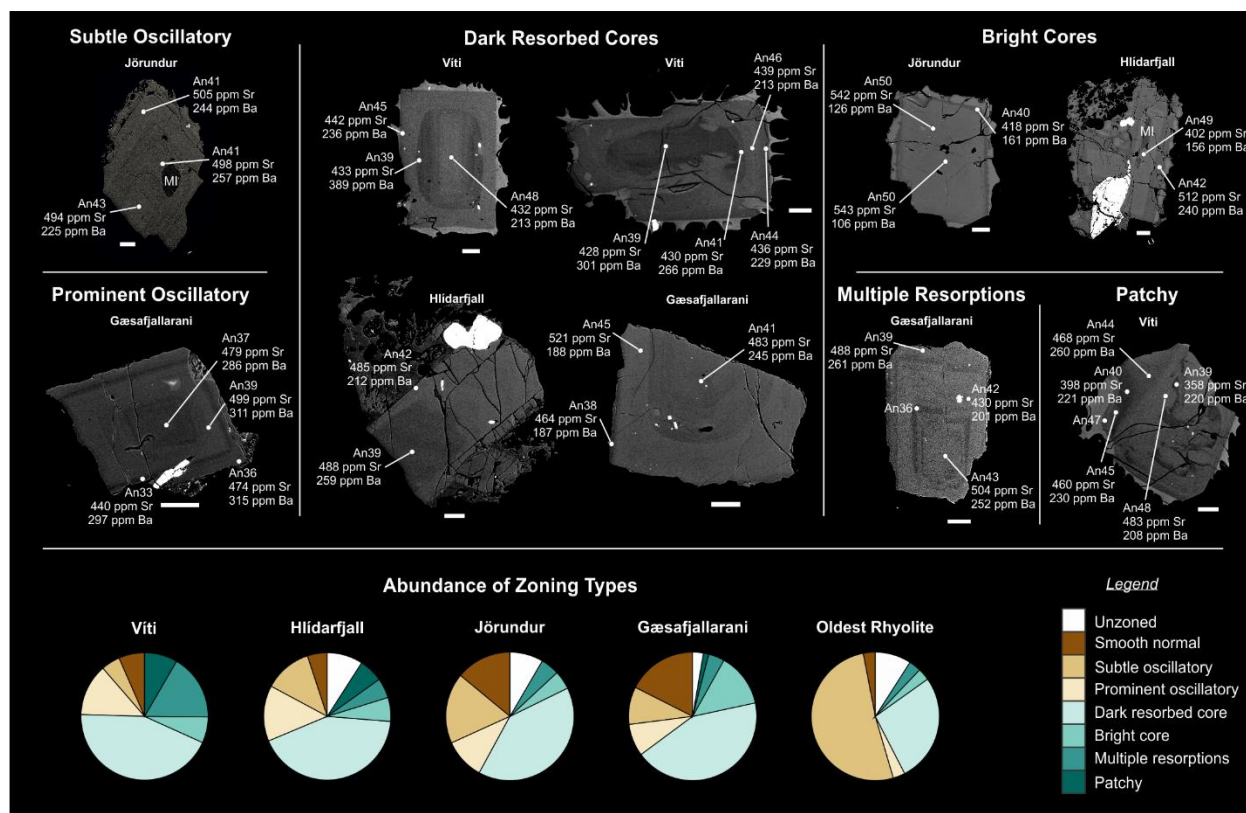 Subtle Oscillatory
Jörundur
An41
505 ppm Sr
244 ppm Ba
An41
498 ppm Sr
257 ppm Ba
MI
An43
494 ppm Sr
225 ppm Ba
Dark Resorbed Cores
Víti
An45
442 ppm Sr
236 ppm Ba
An39
433 ppm Sr
389 ppm Ba
An48
432 ppm Sr
213 ppm Ba
Víti
An46
439 ppm Sr
213 ppm Ba
An39
428 ppm Sr
301 ppm Ba
An41
430 ppm Sr
266 ppm Ba
An44
436 ppm Sr
229 ppm Ba
Hlídarfjall
An42
485 ppm Sr
212 ppm Ba
An39
488 ppm Sr
259 ppm Ba
Gæsafjallarani
An45
521 ppm Sr
188 ppm Ba
An41
483 ppm Sr
245 ppm Ba
An38
464 ppm Sr
187 ppm Ba
Bright Cores
Jörundur
An50
542 ppm Sr
126 ppm Ba
An40
418 ppm Sr
161 ppm Ba
An50
543 ppm Sr
106 ppm Ba
Hlídarfjall
MI
An49
402 ppm Sr
156 ppm Ba
An42
512 ppm Sr
240 ppm Ba
Prominent Oscillatory
Gæsafjallarani
An37
479 ppm Sr
286 ppm Ba
An39
499 ppm Sr
311 ppm Ba
An36
474 ppm Sr
315 ppm Ba
An33
440 ppm Sr
297 ppm Ba
Multiple Resorptions
Gæsafjallarani
An39
488 ppm Sr
261 ppm Ba
An42
430 ppm Sr
201 ppm Ba
An36
An43
504 ppm Sr
252 ppm Ba
Patchy
Víti
An44
468 ppm Sr
260 ppm Ba
An40
398 ppm Sr
221 ppm Ba
An39
358 ppm Sr
220 ppm Ba
An47
An45
460 ppm Sr
230 ppm Ba
An48
483 ppm Sr
208 ppm Ba
Abundance of Zoning Types
Víti
Hlídarfjall
Jörundur
Gæsafjallarani
Oldest Rhyolite
Legend
Unzoned
Smooth normal
Subtle oscillatory
Prominent oscillatory
Dark resorbed core
Bright core
Multiple resorptions
Patchy